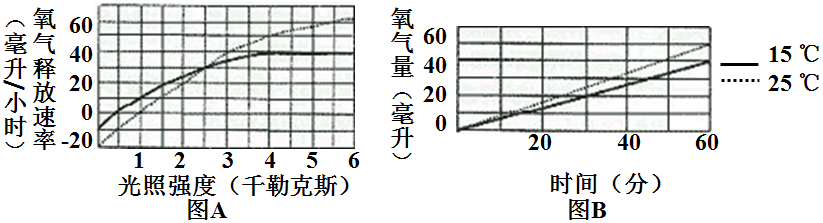 氧气释放速率
（毫升/小时）
60
40
20
0
-20
1 2 3 4 5 6
光照强度（千勒克斯）
图A
氧气量（毫升）
60
40
20
0
20 40 60
时间（分）
图B
15 ℃
25 ℃